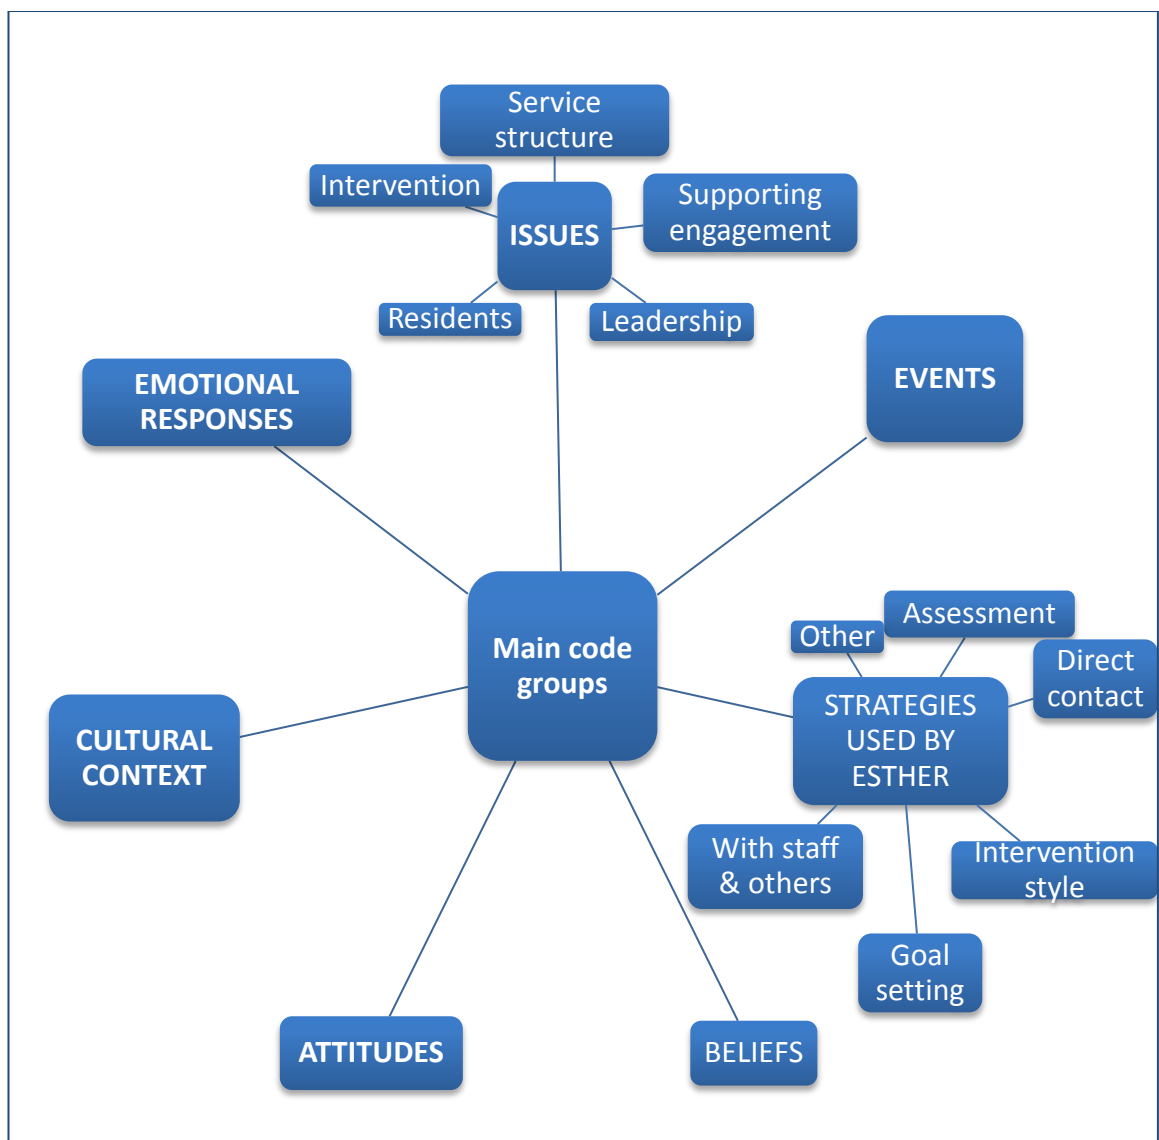 Service
structure
Intervention
ISSUES
Supporting
engagement
Residents
Leadership
EMOTIONAL
RESPONSES
EVENTS
Main code
groups
Other
Assessment
Direct
contact
STRATEGIES
USED BY
ESTHER
With staff
& others
Intervention
style
Goal
setting
CULTURAL
CONTEXT
ATTITUDES
BELIEFS